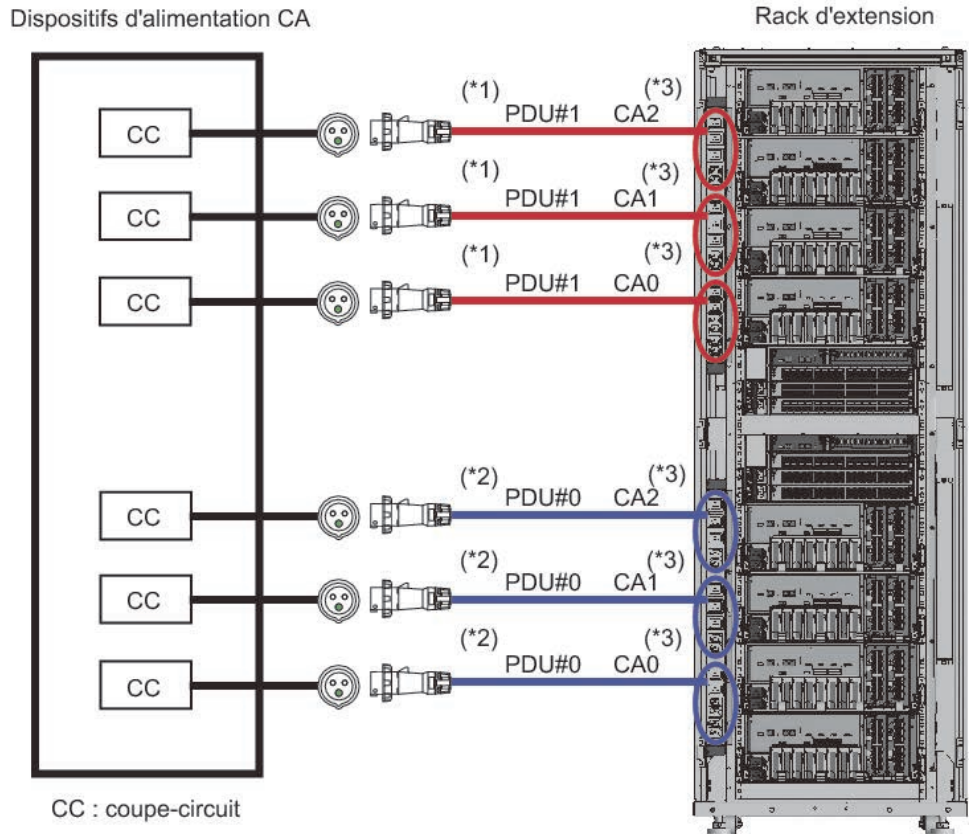 Dispositifs d'alimentation CA
Rack d'extension
CC
(*1)
PDU#1 CA2
(*3)
CC
(*1)
PDU#1 CA1
(*3)
CC
(*1)
PDU#1 CA0
(*3)
CC
(*2)
PDU#0 CA2
(*3)
CC
(*2)
PDU#0 CA1
(*3)
CC
(*2)
PDU#0 CA0
(*3)
CC : coupe-circuit